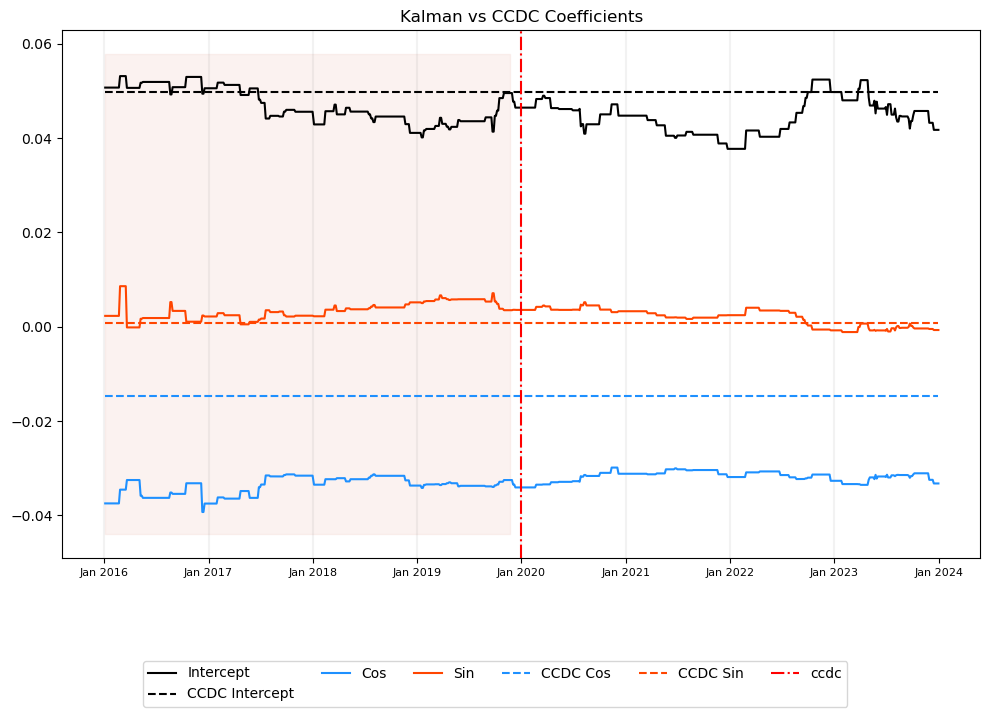 Kalman vs CCDC Coefficients
0.06
0.04
0.02
0.00
−0.02
−0.04
Jan 2016 Jan 2017 Jan 2018 Jan 2019 Jan 2020 Jan 2021 Jan 2022 Jan 2023 Jan 2024
Intercept Cos Sin CCDC Cos CCDC Sin ccdc
CCDC Intercept